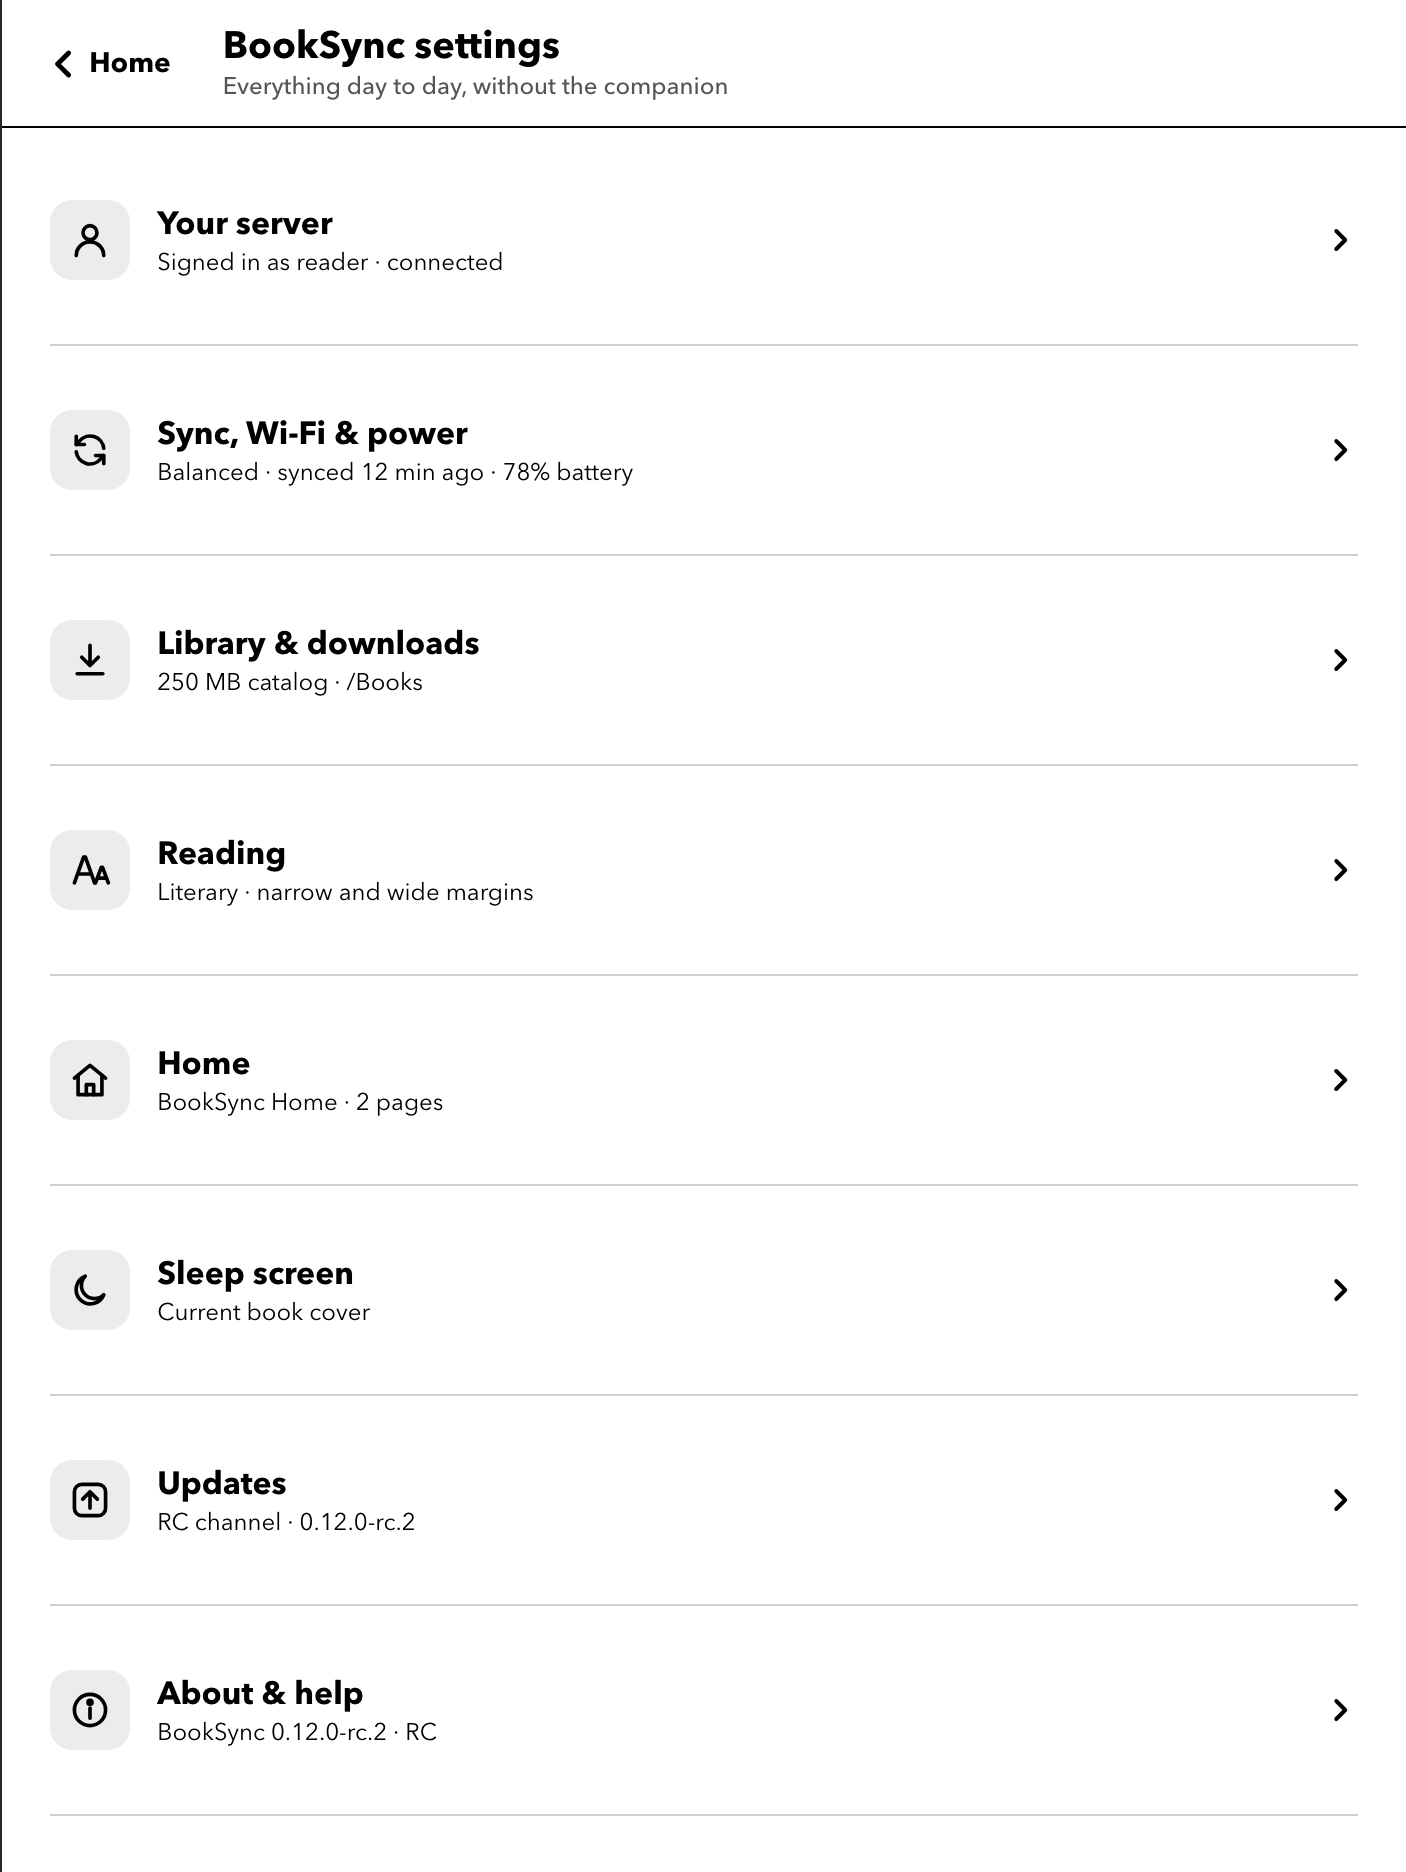 Home
BookSync settings
Everything day to day, without the companion
Your server
Signed in as reader · connected
Sync, Wi-Fi & power
Balanced · synced 12 min ago · 78% battery
Library & downloads
250 MB catalog · /Books
Reading
Literary · narrow and wide margins
Home
BookSync Home · 2 pages
Sleep screen
Current book cover
Updates
RC channel · 0.12.0-rc.2
About & help
BookSync 0.12.0-rc.2 · RC